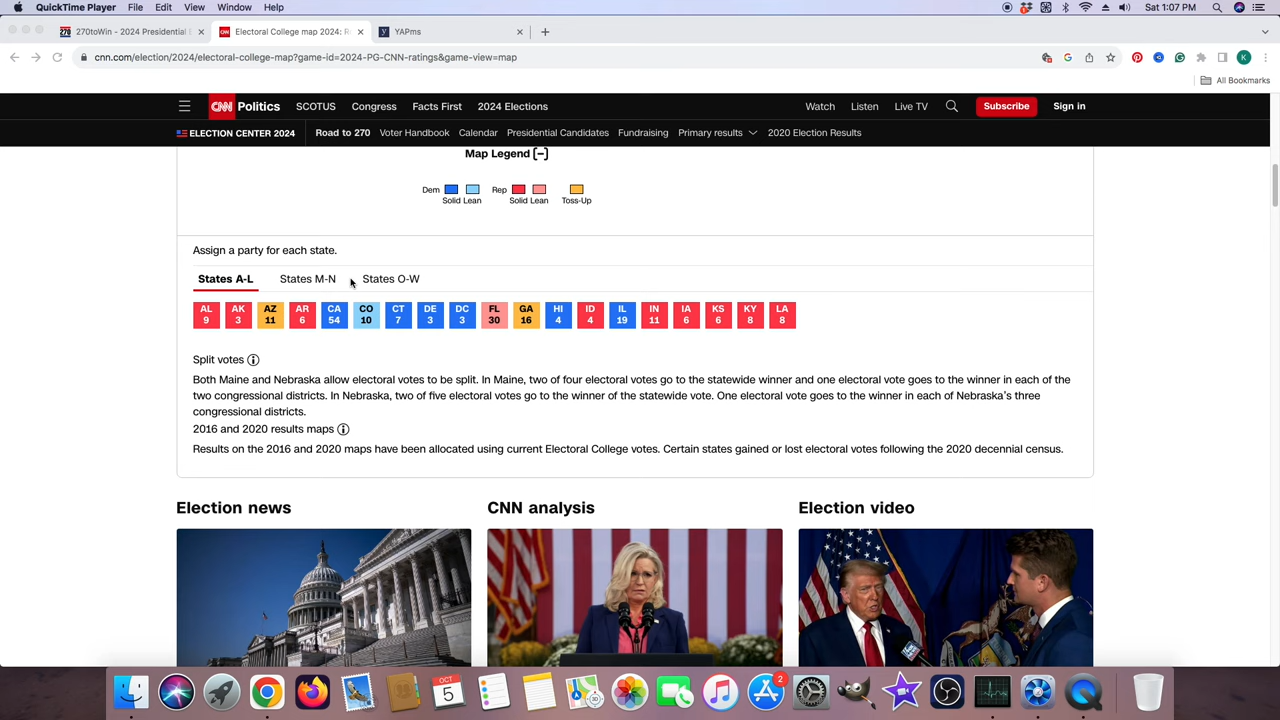 QuickTime Player File Edit View Window Help Sat 1:07 PM
270toWin - 2024 Presidential E
Electoral College map 2024: R
YAPms
cnn.com/election/2024/electoral-college-map?game-id=2024-PG-CNN-ratings&game-view=map
K
All Bookmarks
CNN Politics SCOTUS Congress Facts First 2024 Elections Watch Listen Live TV Subscribe Sign in
ELECTION CENTER 2024 Road to 270 Voter Handbook Calendar Presidential Candidates Fundraising Primary results 2020 Election Results
Map Legend [–]
Dem Rep
Solid Lean Solid Lean Toss-Up
Assign a party for each state.
States A-L States M-N States O-W
AL AK AZ AR CA CO CT DE DC FL GA HI ID IL IN IA KS KY LA
9 3 11 6 54 10 7 3 3 30 16 4 4 19 11 6 6 8 8
Split votes
Both Maine and Nebraska allow electoral votes to be split. In Maine, two of four electoral votes go to the statewide winner and one electoral vote goes to the winner in each of the
two congressional districts. In Nebraska, two of five electoral votes go to the winner of the statewide vote. One electoral vote goes to the winner in each of Nebraska's three
congressional districts.
2016 and 2020 results maps
Results on the 2016 and 2020 maps have been allocated using current Electoral College votes. Certain states gained or lost electoral votes following the 2020 decennial census.
Election news CNN analysis Election video
OCT
5
2